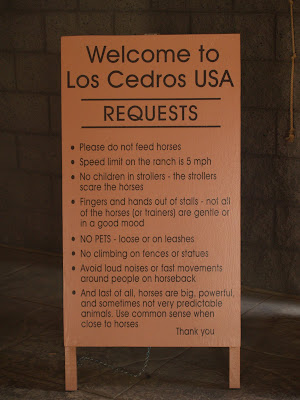 Welcome to
Los Cedros USA
REQUESTS
• Please do not feed horses
• Speed limit on the ranch is 5 mph
• No children in strollers - the strollers
scare the horses
• Fingers and hands out of stalls - not all
of the horses (or trainers) are gentle or
in a good mood
• NO PETS - loose or on leashes
• No climbing on fences or statues
• Avoid loud noises or fast movements
around people on horseback
• And last of all, horses are big, powerful,
and sometimes not very predictable
animals. Use common sense when
close to horses
Thank you